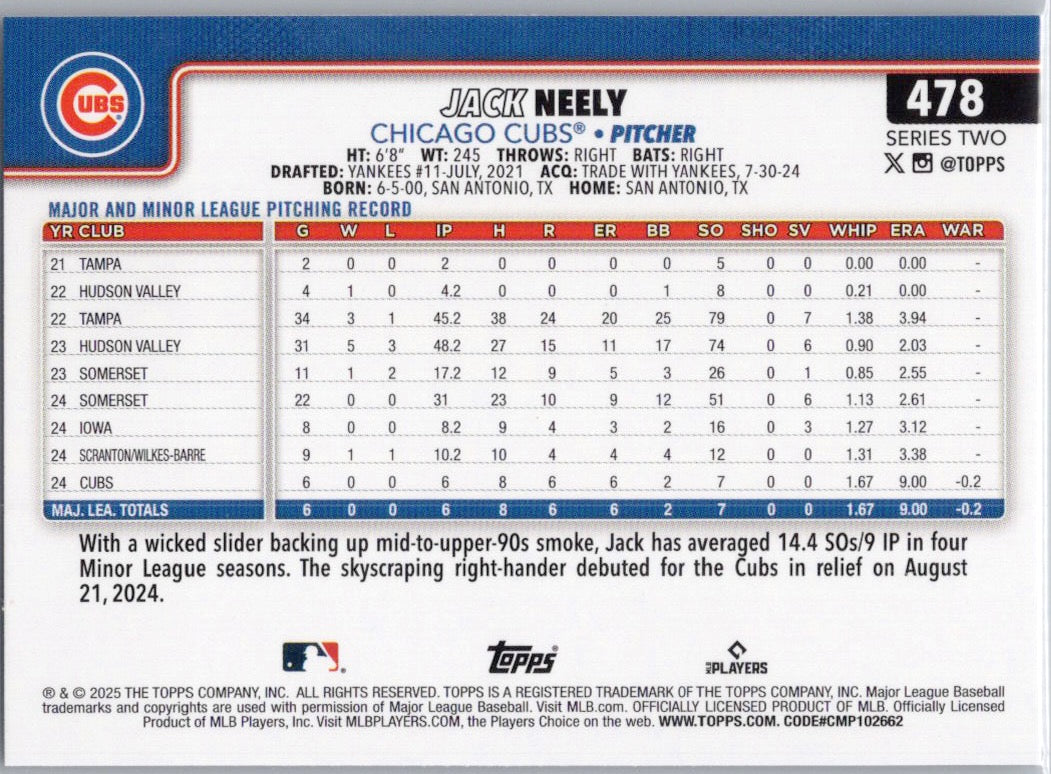 CUBS
JACK NEELY
478
CHICAGO CUBS® • PITCHER
SERIES TWO
HT: 6'8" WT: 245 THROWS: RIGHT BATS: RIGHT
@TOPPS
DRAFTED: YANKEES #11-JULY, 2021 ACQ: TRADE WITH YANKEES, 7-30-24
BORN: 6-5-00, SAN ANTONIO, TX HOME: SAN ANTONIO, TX
MAJOR AND MINOR LEAGUE PITCHING RECORD
YR CLUB G W L IP H R ER BB SO SHO SV WHIP ERA WAR
21 TAMPA 2 0 0 2 0 0 0 0 5 0 0 0.00 0.00 -
22 HUDSON VALLEY 4 1 0 4.2 0 0 0 1 8 0 0 0.21 0.00 -
22 TAMPA 34 3 1 45.2 38 24 20 25 79 0 7 1.38 3.94 -
23 HUDSON VALLEY 31 5 3 48.2 27 15 11 17 74 0 6 0.90 2.03 -
23 SOMERSET 11 1 2 17.2 12 9 5 3 26 0 1 0.85 2.55 -
24 SOMERSET 22 0 0 31 23 10 9 12 51 0 6 1.13 2.61 -
24 IOWA 8 0 0 8.2 9 4 3 2 16 0 3 1.27 3.12 -
24 SCRANTON/WILKES-BARRE 9 1 1 10.2 10 4 4 4 12 0 0 1.31 3.38 -
24 CUBS 6 0 0 6 8 6 6 2 7 0 0 1.67 9.00 -0.2
MAJ. LEA. TOTALS 6 0 0 6 8 6 6 2 7 0 0 1.67 9.00 -0.2
With a wicked slider backing up mid-to-upper-90s smoke, Jack has averaged 14.4 SOs/9 IP in four
Minor League seasons. The skyscraping right-hander debuted for the Cubs in relief on August
21, 2024.
TOPPS®
MLB PLAYERS
® & © 2025 THE TOPPS COMPANY, INC. ALL RIGHTS RESERVED. TOPPS IS A REGISTERED TRADEMARK OF THE TOPPS COMPANY, INC. Major League Baseball
trademarks and copyrights are used with permission of Major League Baseball. Visit MLB.com. OFFICIALLY LICENSED PRODUCT OF MLB. Officially Licensed
Product of MLB Players, Inc. Visit MLBPLAYERS.COM, the Players Choice on the web. WWW.TOPPS.COM. CODE#CMP102662